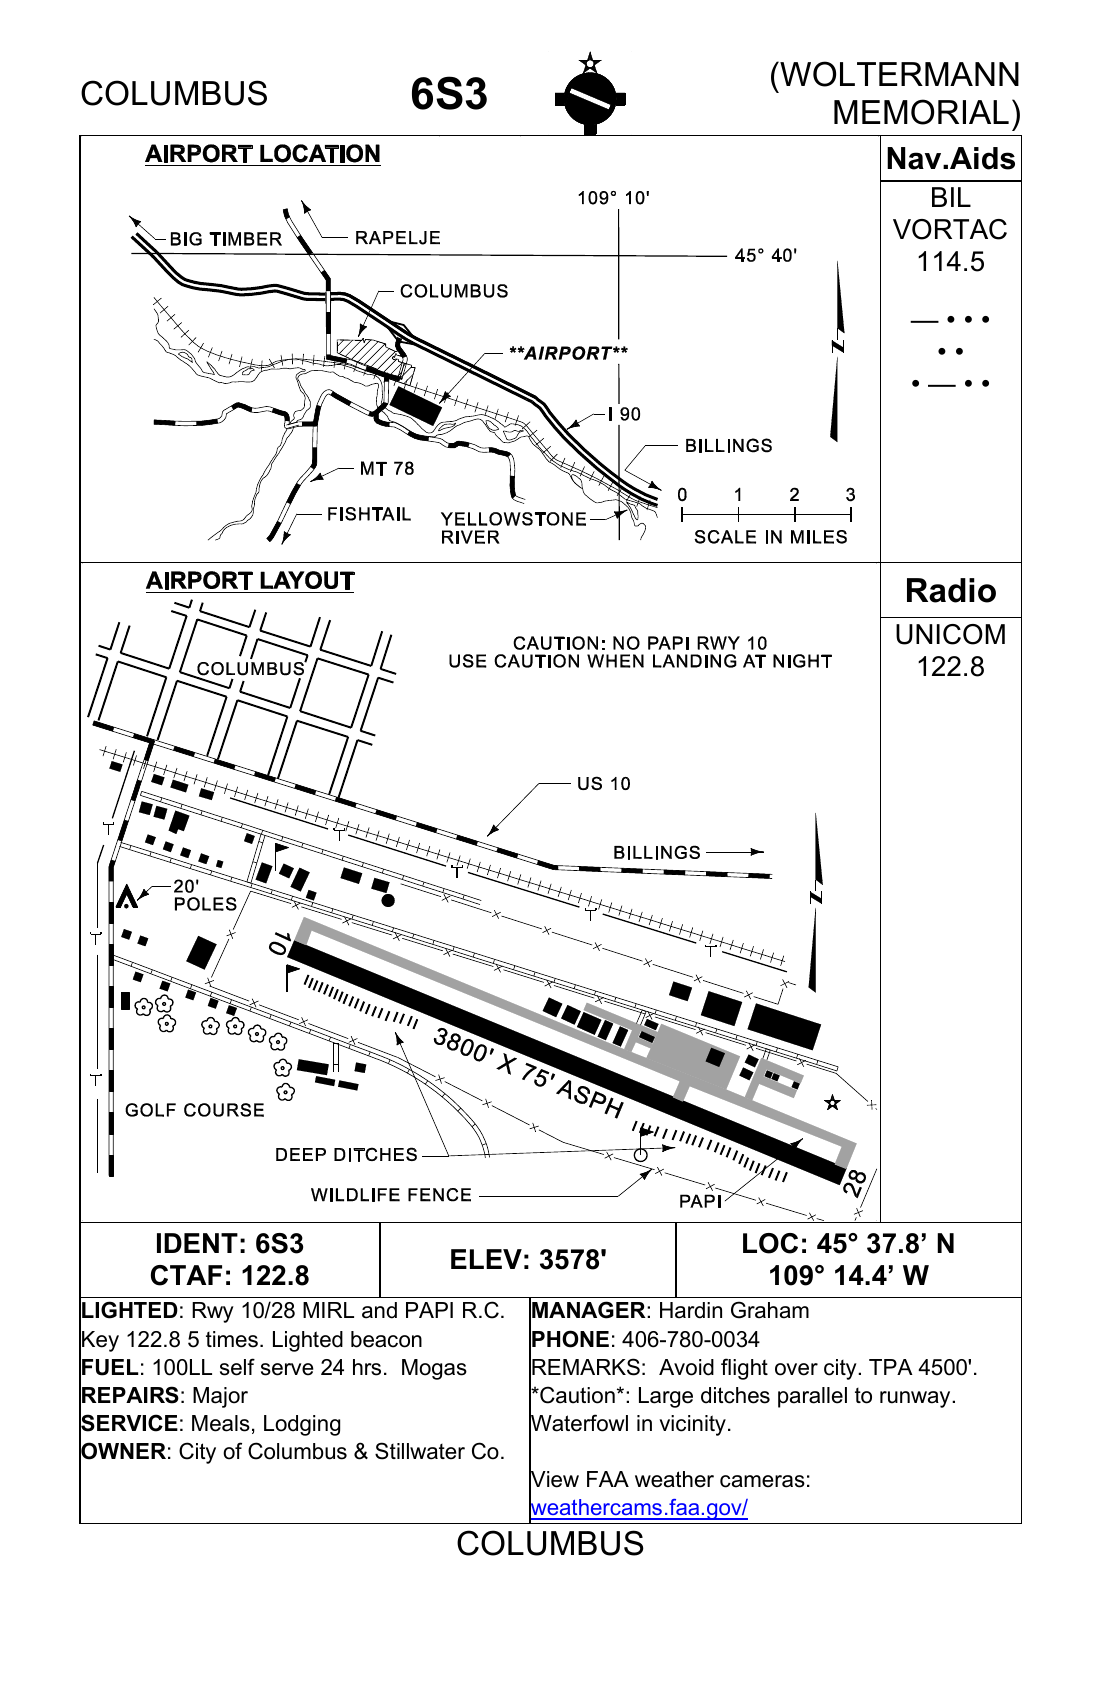 COLUMBUS
6S3
(WOLTERMANN
MEMORIAL)
AIRPORT LOCATION
Nav.Aids
BIL
VORTAC
114.5
109° 10'
BIG TIMBER
RAPELJE
45° 40'
COLUMBUS
N
**AIRPORT**
I 90
BILLINGS
MT 78
FISHTAIL
YELLOWSTONE
RIVER
0 1 2 3
SCALE IN MILES
AIRPORT LAYOUT
Radio
UNICOM
122.8
CAUTION: NO PAPI RWY 10
USE CAUTION WHEN LANDING AT NIGHT
COLUMBUS
US 10
BILLINGS
N
20'
POLES
10
3800' X 75' ASPH
GOLF COURSE
DEEP DITCHES
WILDLIFE FENCE
PAPI
28
IDENT: 6S3
CTAF: 122.8
ELEV: 3578'
LOC: 45° 37.8’ N
109° 14.4’ W
LIGHTED: Rwy 10/28 MIRL and PAPI R.C.
Key 122.8 5 times. Lighted beacon
FUEL: 100LL self serve 24 hrs.  Mogas
REPAIRS: Major
SERVICE: Meals, Lodging
OWNER: City of Columbus & Stillwater Co.
MANAGER: Hardin Graham
PHONE: 406-780-0034
REMARKS:  Avoid flight over city. TPA 4500'.
*Caution*: Large ditches parallel to runway.
Waterfowl in vicinity.
View FAA weather cameras:
weathercams.faa.gov/
COLUMBUS